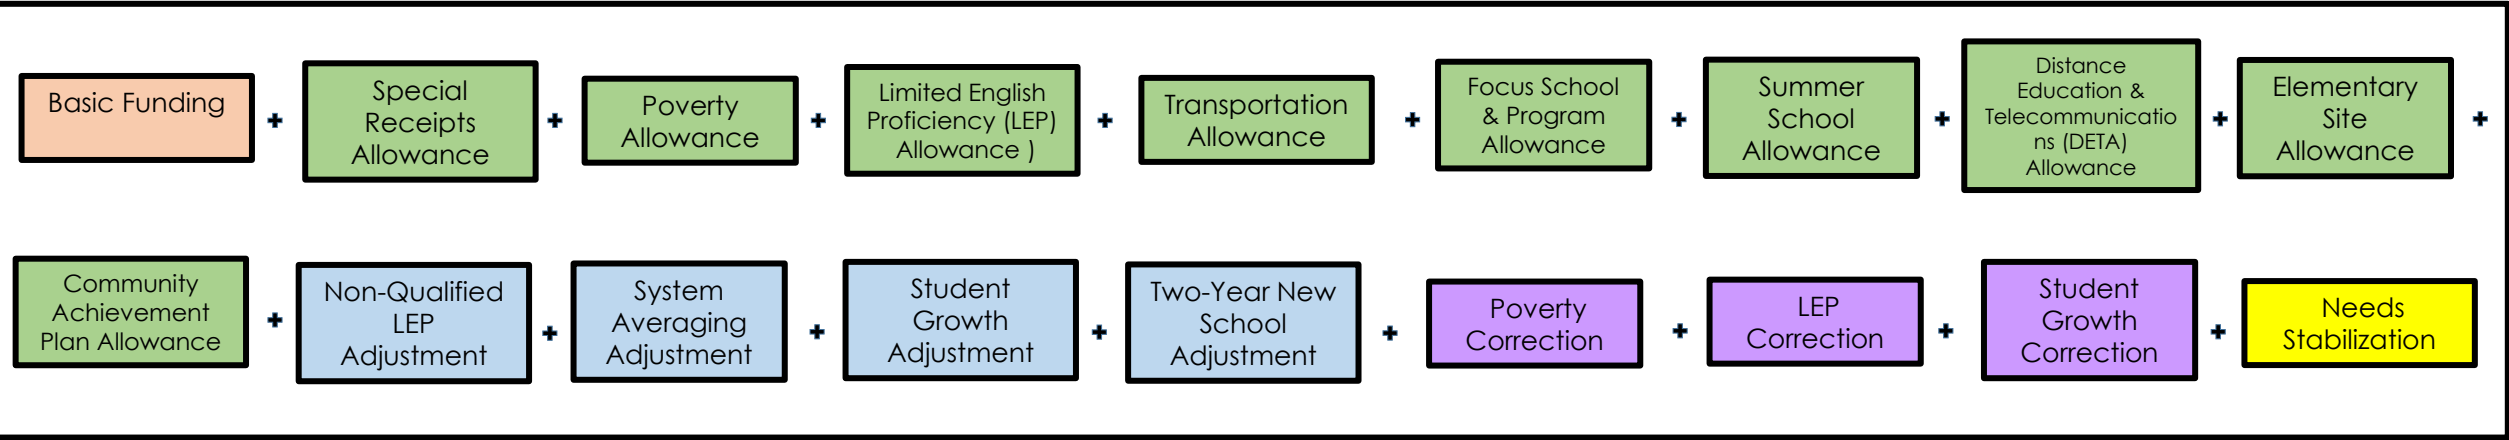 Basic Funding
+
Special
Receipts
Allowance
+
Poverty
Allowance
+
Limited English
Proficiency (LEP)
Allowance )
+
Transportation
Allowance
+
Focus School
& Program
Allowance
+
Summer
School
Allowance
+
Distance
Education &
Telecommunicatio
ns (DETA)
Allowance
+
Elementary
Site
Allowance
+
Community
Achievement
Plan Allowance
+
Non-Qualified
LEP
Adjustment
+
System
Averaging
Adjustment
+
Student
Growth
Adjustment
+
Two-Year New
School
Adjustment
+
Poverty
Correction
+
LEP
Correction
+
Student
Growth
Correction
+
Needs
Stabilization